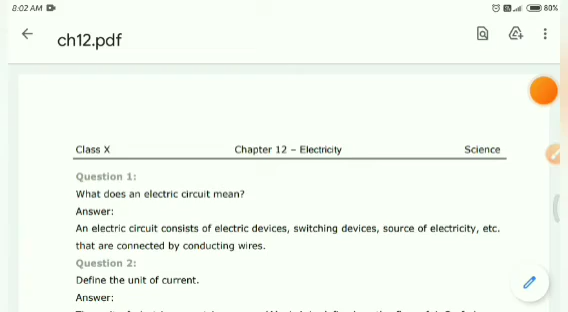 8:02 AM
80%
ch12.pdf
Class X Chapter 12 – Electricity Science
Question 1:
What does an electric circuit mean?
Answer:
An electric circuit consists of electric devices, switching devices, source of electricity, etc.
that are connected by conducting wires.
Question 2:
Define the unit of current.
Answer: